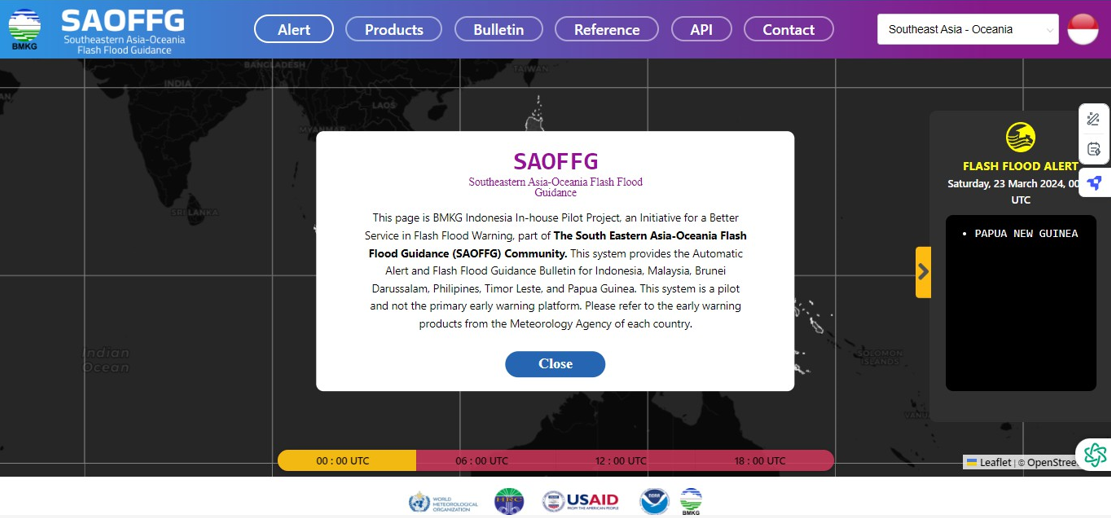 BMKG
SAOFFG
Southeastern Asia-Oceania
Flash Flood Guidance
Alert
Products
Bulletin
Reference
API
Contact
Southeast Asia - Oceania
INDIA
BANGLADESH
TAIWAN
LAOS
SRI LANKA
Indian
Ocean
SOLOMON
ISLANDS
SAOFFG
Southeastern Asia-Oceania Flash Flood
Guidance
This page is BMKG Indonesia In-house Pilot Project, an Initiative for a Better
Service in Flash Flood Warning, part of The South Eastern Asia-Oceania Flash
Flood Guidance (SAOFFG) Community. This system provides the Automatic
Alert and Flash Flood Guidance Bulletin for Indonesia, Malaysia, Brunei
Darussalam, Philipines, Timor Leste, and Papua Guinea. This system is a pilot
and not the primary early warning platform. Please refer to the early warning
products from the Meteorology Agency of each country.
Close
FLASH FLOOD ALERT
Saturday, 23 March 2024, 00
UTC
• PAPUA NEW GUINEA
00 : 00 UTC
06 : 00 UTC
12 : 00 UTC
18 : 00 UTC
Leaflet | © OpenStree
WORLD
METEOROLOGICAL
ORGANIZATION
HRC
USAID
FROM THE AMERICAN PEOPLE
NOAA
BMKG